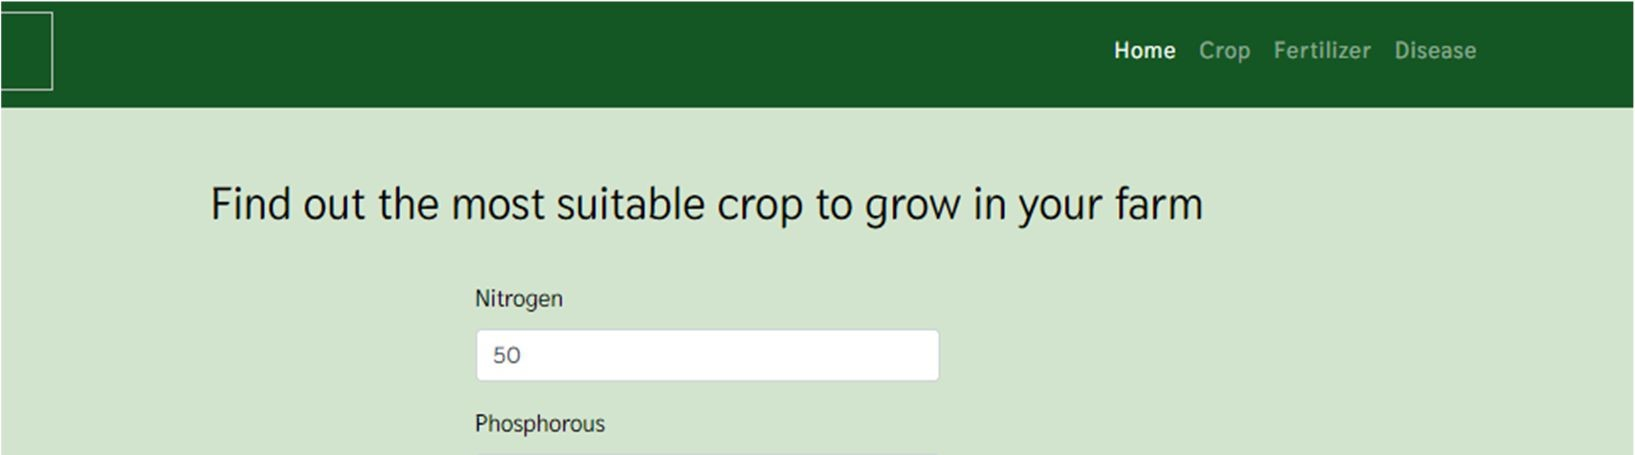 Home Crop Fertilizer Disease
Find out the most suitable crop to grow in your farm
Nitrogen
50
Phosphorous